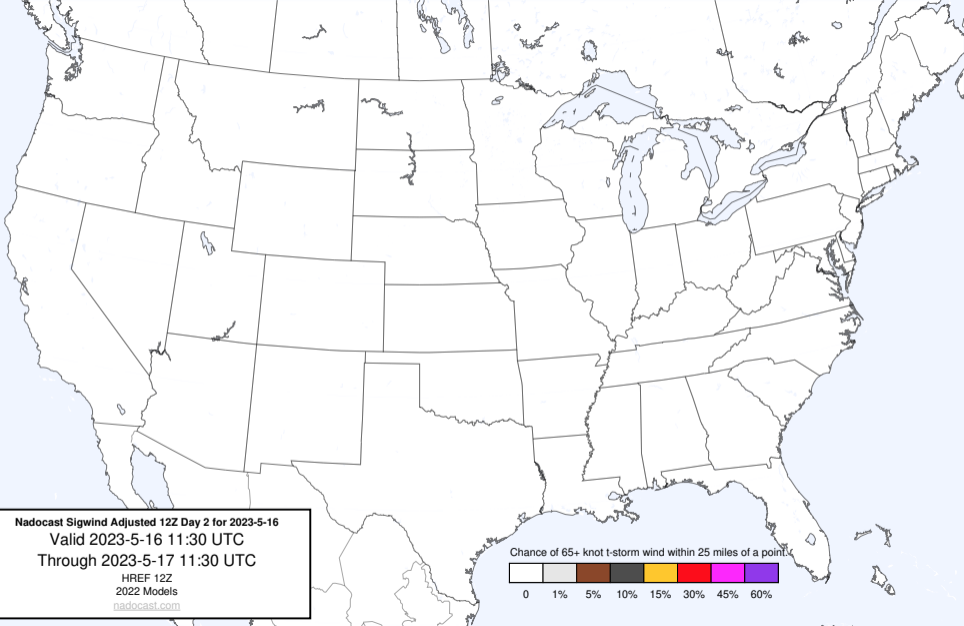 Nadocast Sigwind Adjusted 12Z Day 2 for 2023-5-16
Valid 2023-5-16 11:30 UTC
Through 2023-5-17 11:30 UTC
HREF 12Z
2022 Models
nadocast.com
Chance of 65+ knot t-storm wind within 25 miles of a point.
0 1% 5% 10% 15% 30% 45% 60%